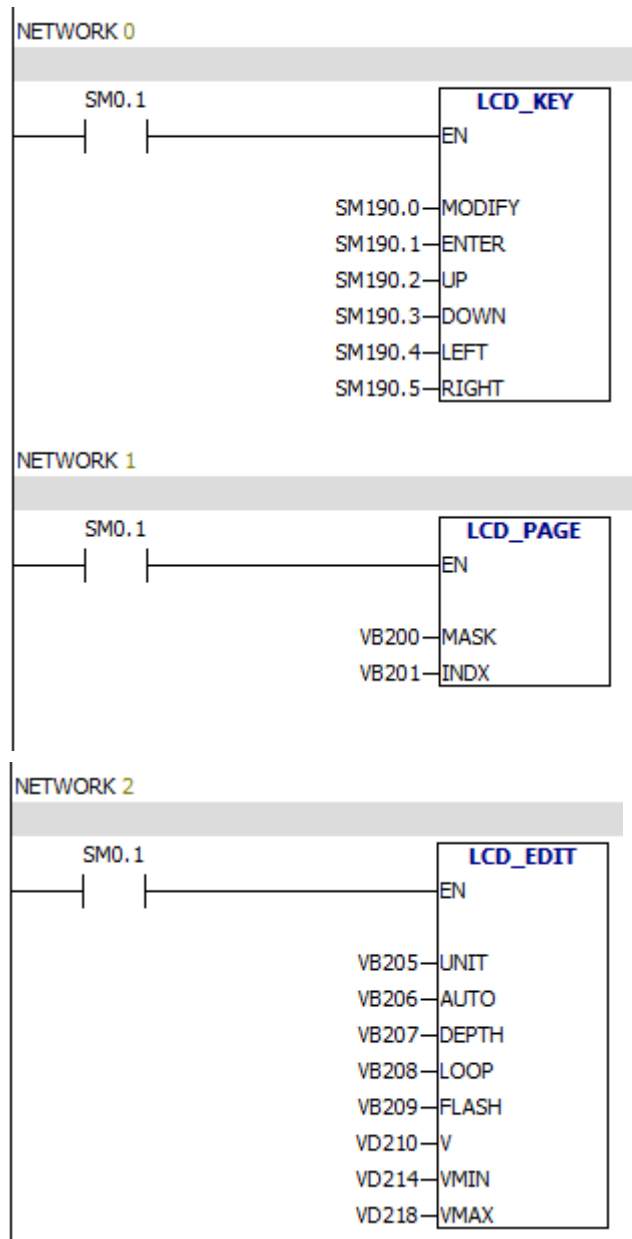 NETWORK 0
SM0.1 LCD_KEY
EN
SM190.0 MODIFY
SM190.1 ENTER
SM190.2 UP
SM190.3 DOWN
SM190.4 LEFT
SM190.5 RIGHT
NETWORK 1
SM0.1 LCD_PAGE
EN
VB200 MASK
VB201 INDX
NETWORK 2
SM0.1 LCD_EDIT
EN
VB205 UNIT
VB206 AUTO
VB207 DEPTH
VB208 LOOP
VB209 FLASH
VD210 V
VD214 VMIN
VD218 VMAX